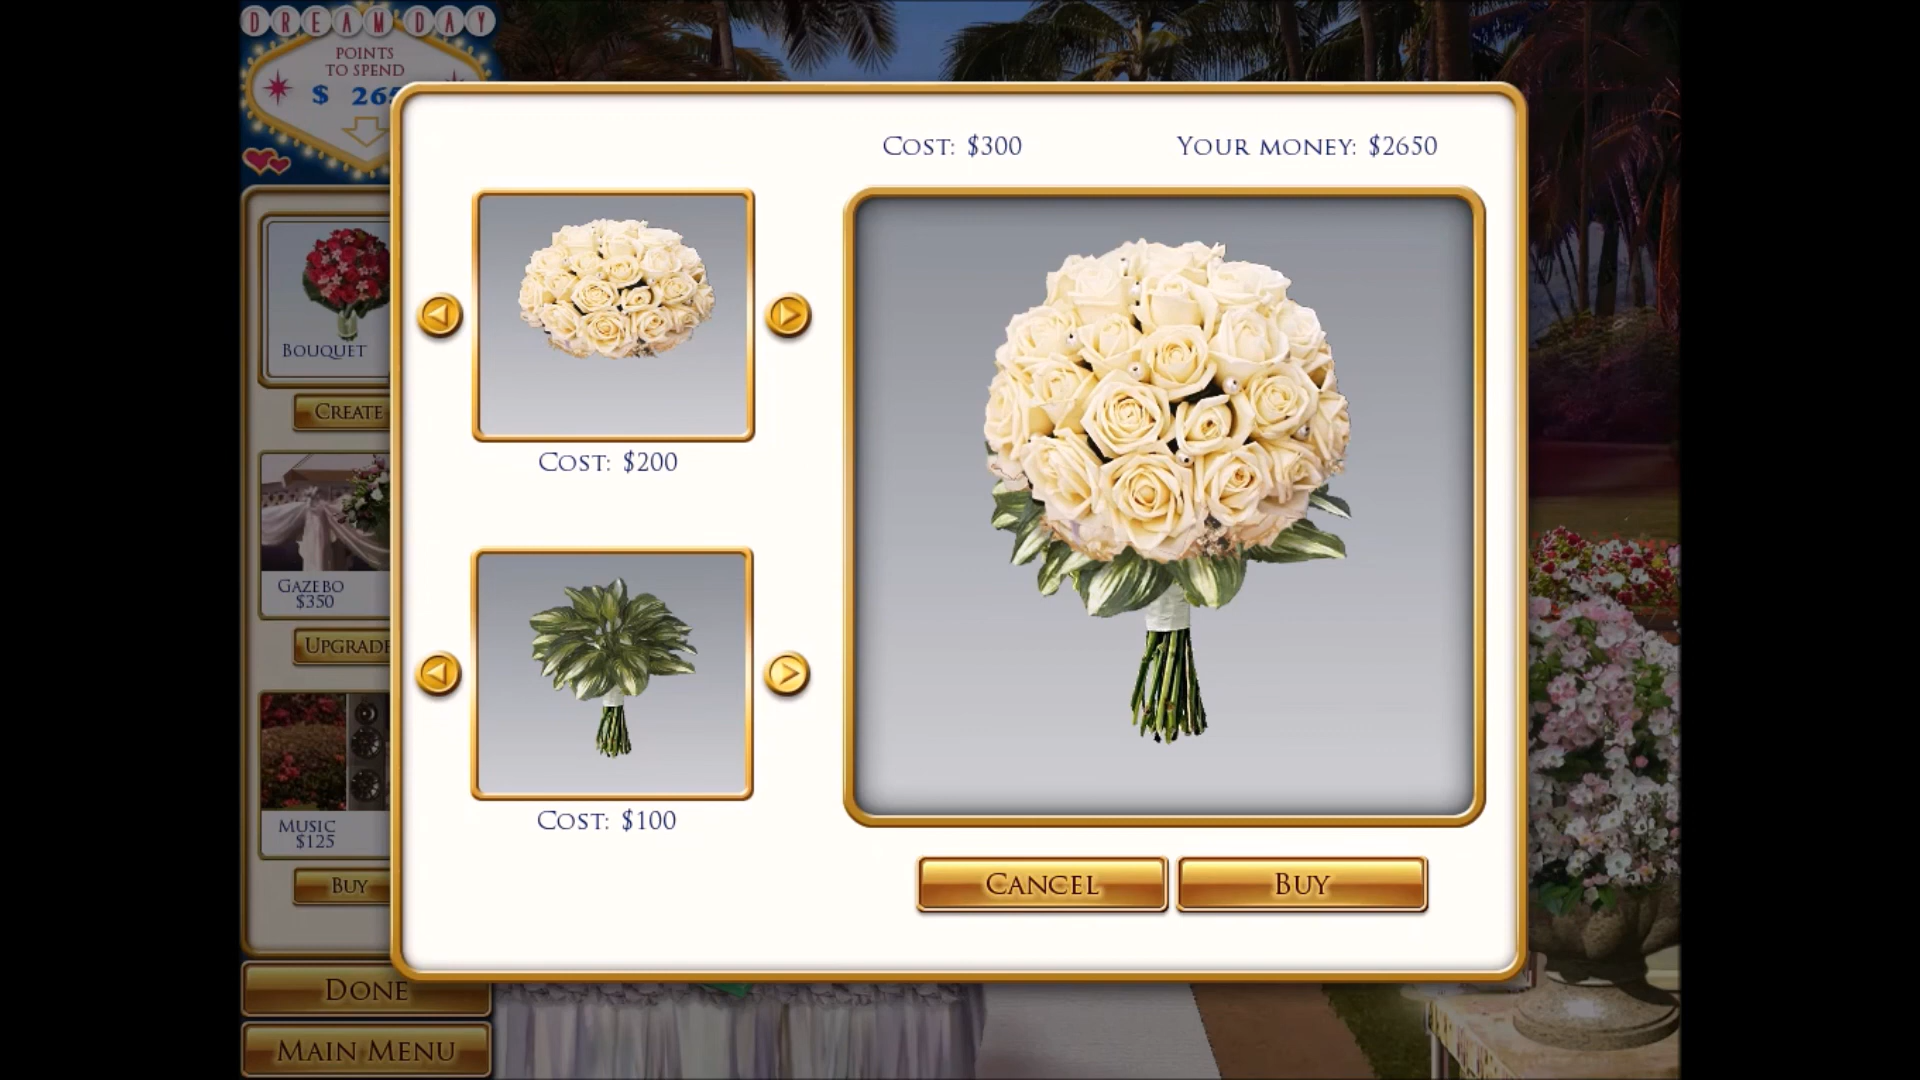 DREAM DAY
POINTS
TO SPEND
$ 265
COST: $300
YOUR MONEY: $2650
BOUQUET
CREATE
COST: $200
GAZEBO
$350
UPGRADE
MUSIC
$125
COST: $100
BUY
CANCEL
BUY
DONE
MAIN MENU